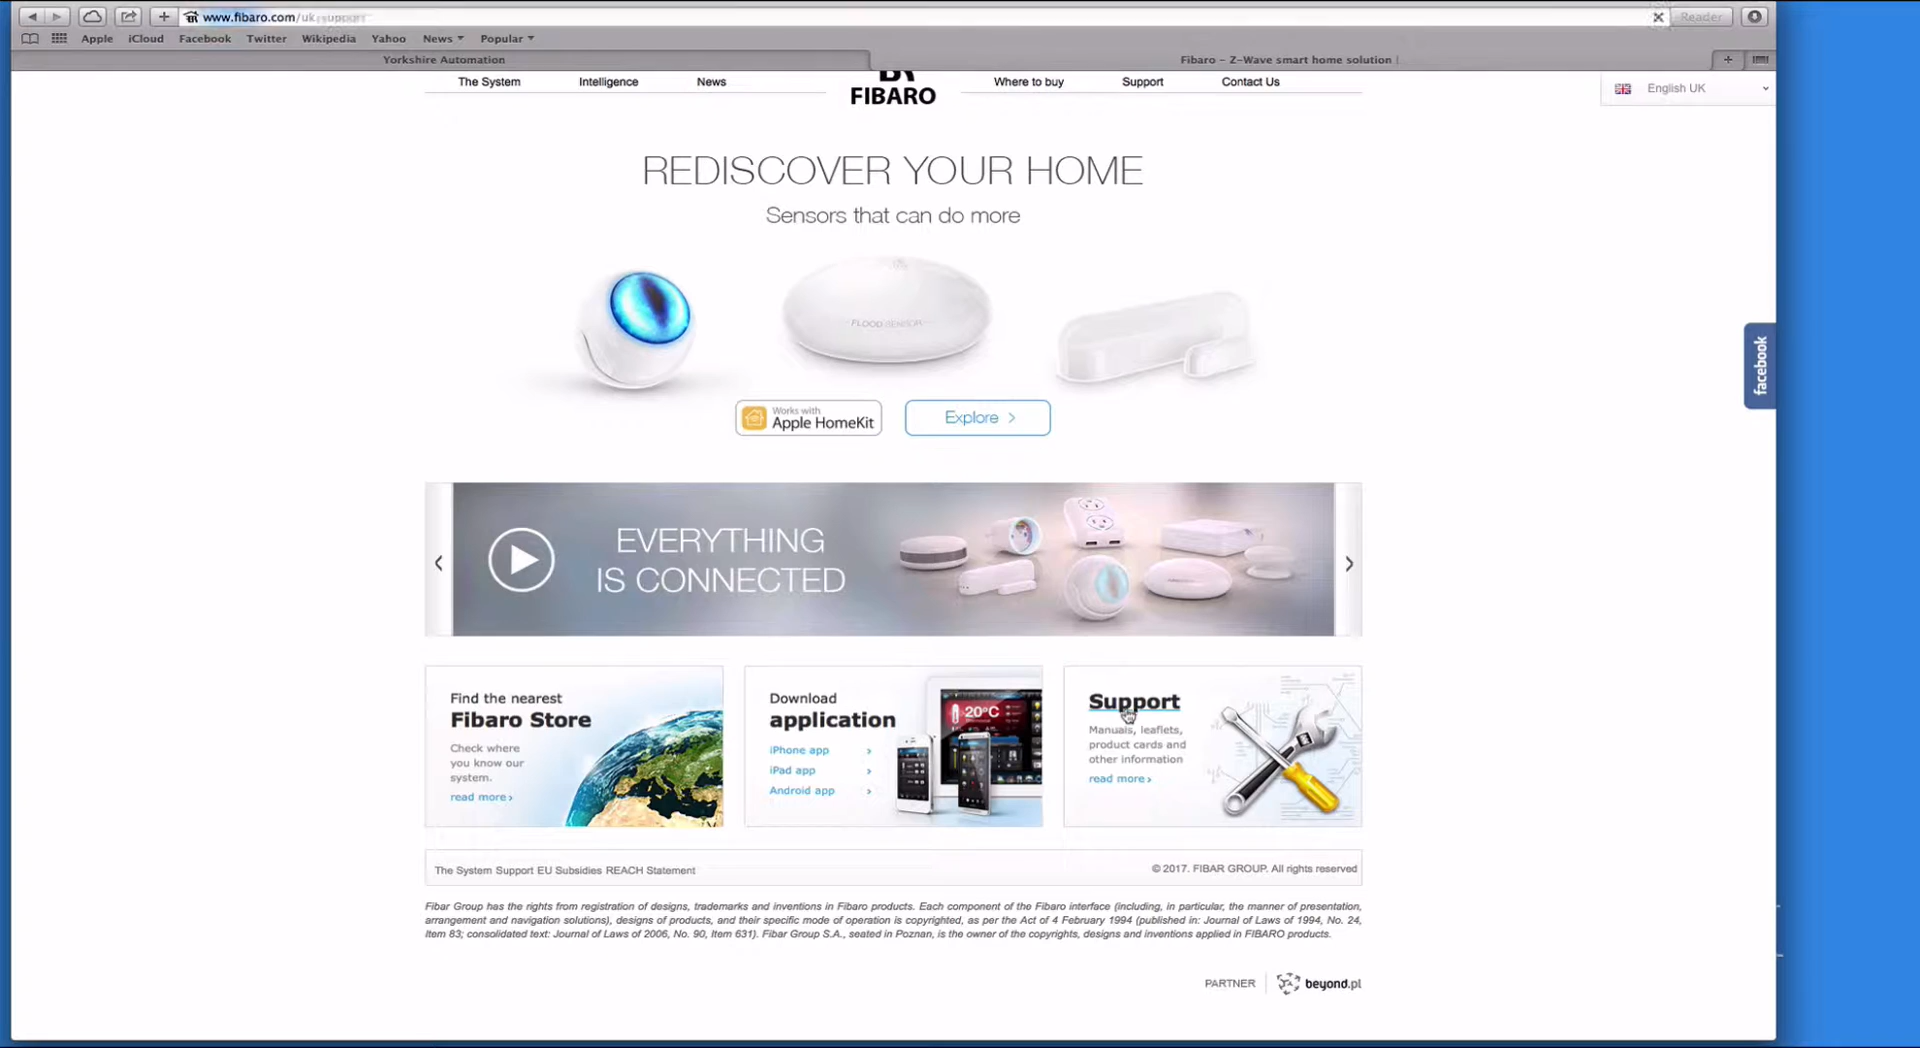 www.fibaro.com/uk/support
Reader
Apple iCloud Facebook Twitter Wikipedia Yahoo News Popular
Yorkshire Automation
Fibaro - Z-Wave smart home solution |
The System Intelligence News
FIBARO
Where to buy Support Contact Us
English UK
REDISCOVER YOUR HOME
Sensors that can do more
FLOOD SENSOR
Works with
Apple HomeKit
Explore >
facebook
EVERYTHING
IS CONNECTED
Find the nearest
Fibaro Store
Check where
you know our
system.
read more ›
Download
application
iPhone app ›
iPad app ›
Android app ›
20°C
Support
Manuals, leaflets,
product cards and
other information
read more ›
The System Support EU Subsidies REACH Statement
© 2017. FIBAR GROUP. All rights reserved
Fibar Group has the rights from registration of designs, trademarks and inventions in Fibaro products. Each component of the Fibaro interface (including, in particular, the manner of presentation,
arrangement and navigation solutions), designs of products, and their specific mode of operation is copyrighted, as per the Act of 4 February 1994 (published in: Journal of Laws of 1994, No. 24,
Item 83; consolidated text: Journal of Laws of 2006, No. 90, Item 631). Fibar Group S.A., seated in Poznan, is the owner of the copyrights, designs and inventions applied in FIBARO products.
PARTNER
beyond.pl